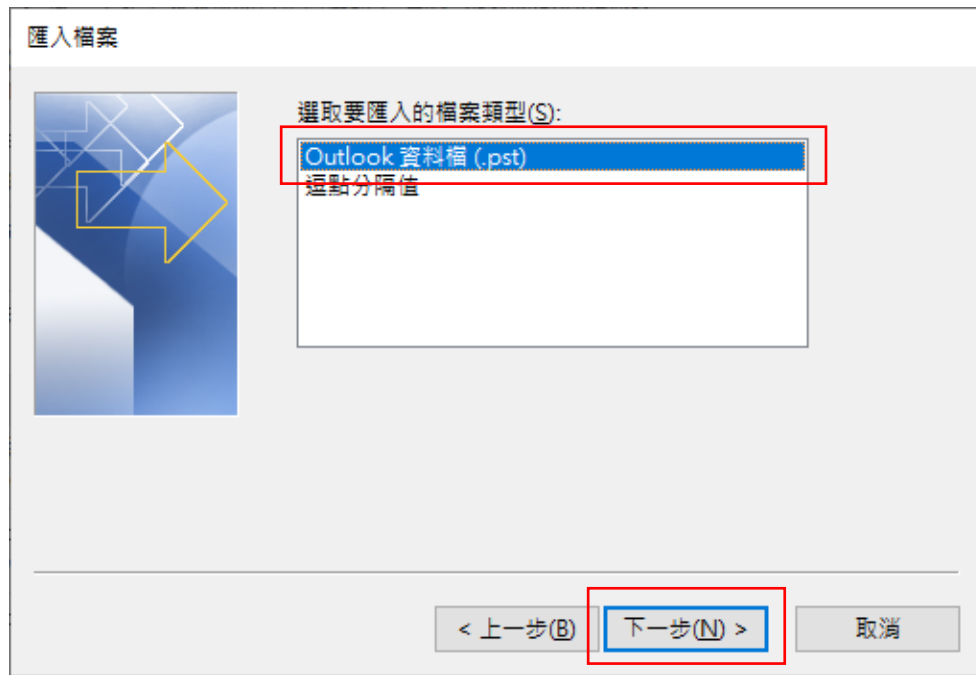 匯入檔案
選取要匯入的檔案類型(S):
Outlook 資料檔 (.pst)
逗點分隔值
< 上一步(B)
下一步(N) >
取消